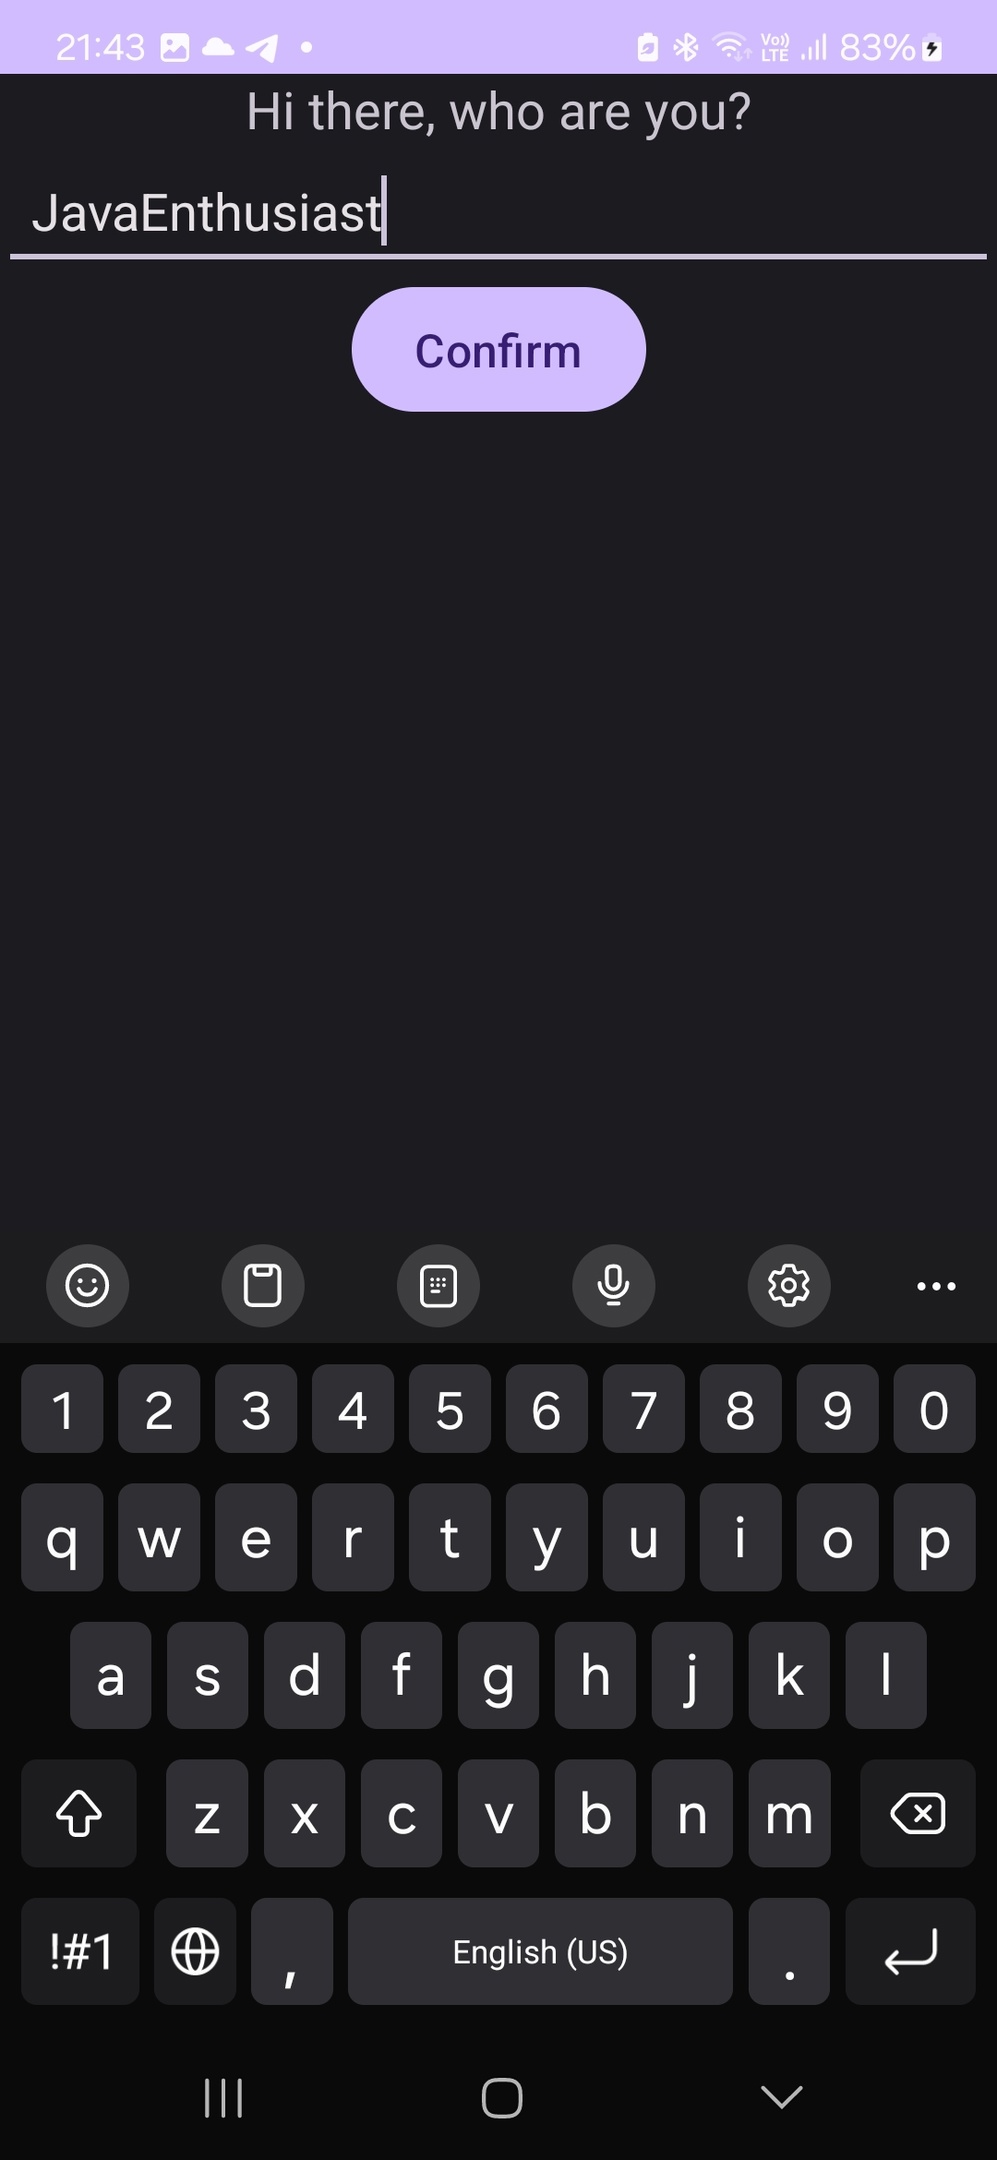 21:43 Vo)) LTE 83%
Hi there, who are you?
JavaEnthusiast
Confirm
1 2 3 4 5 6 7 8 9 0
q w e r t y u i o p
a s d f g h j k l
z x c v b n m
!#1 , English (US) .